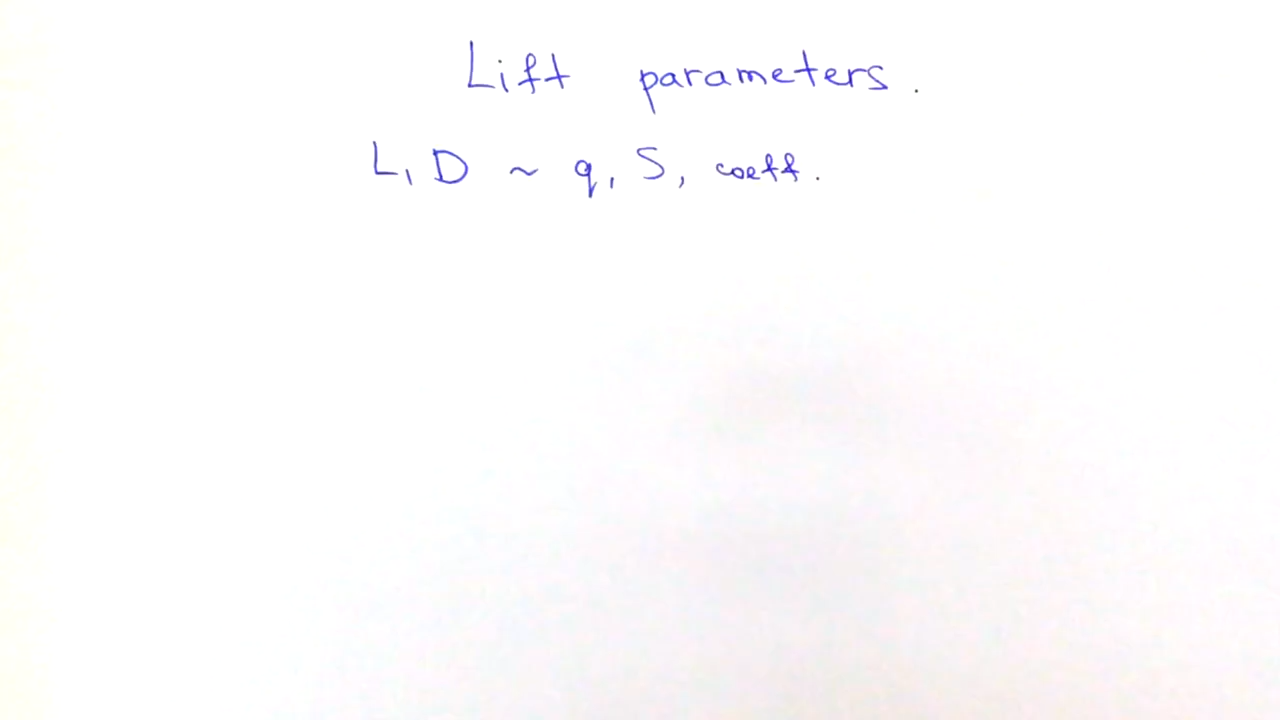 Lift parameters.
L, D ~ q, S, coeff.